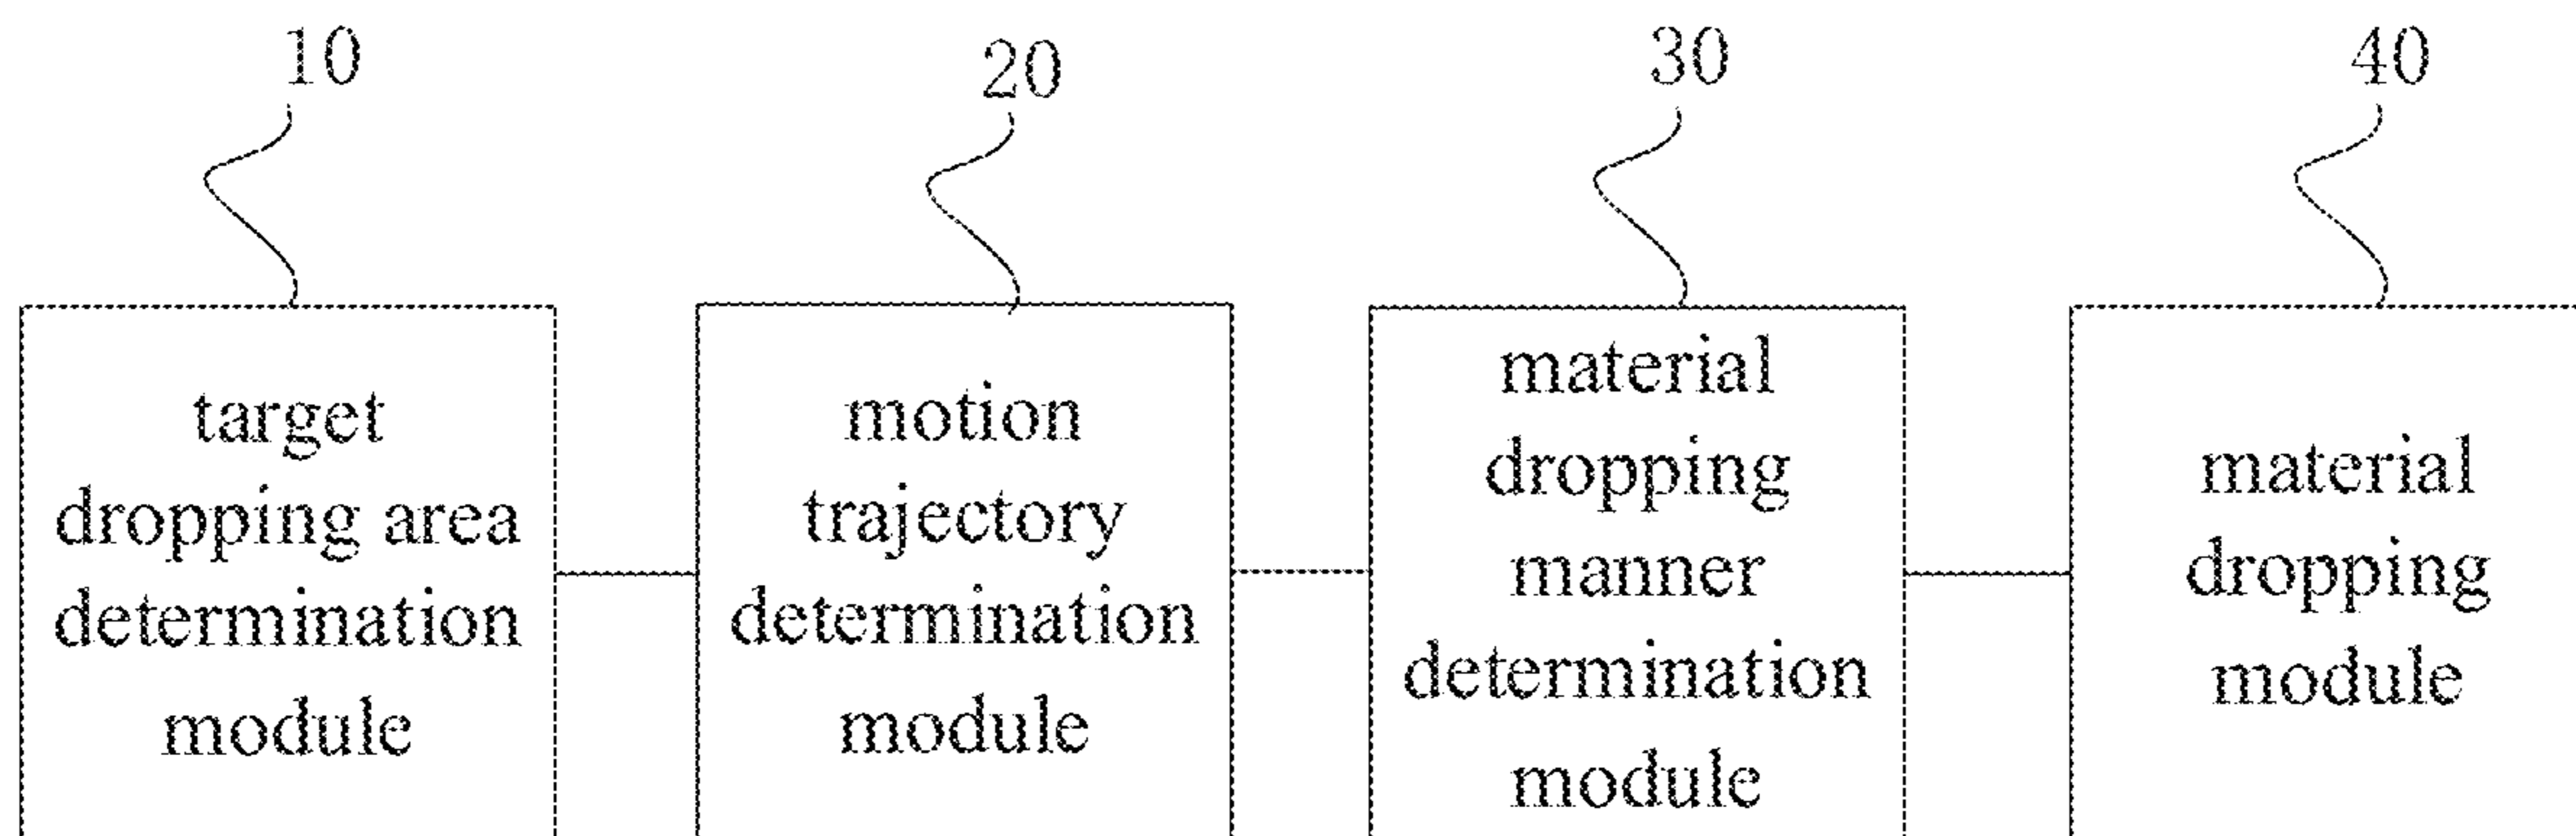 10
20
30
40
target
dropping area
determination
module
motion
trajectory
determination
module
material
dropping
manner
determination
module
material
dropping
module